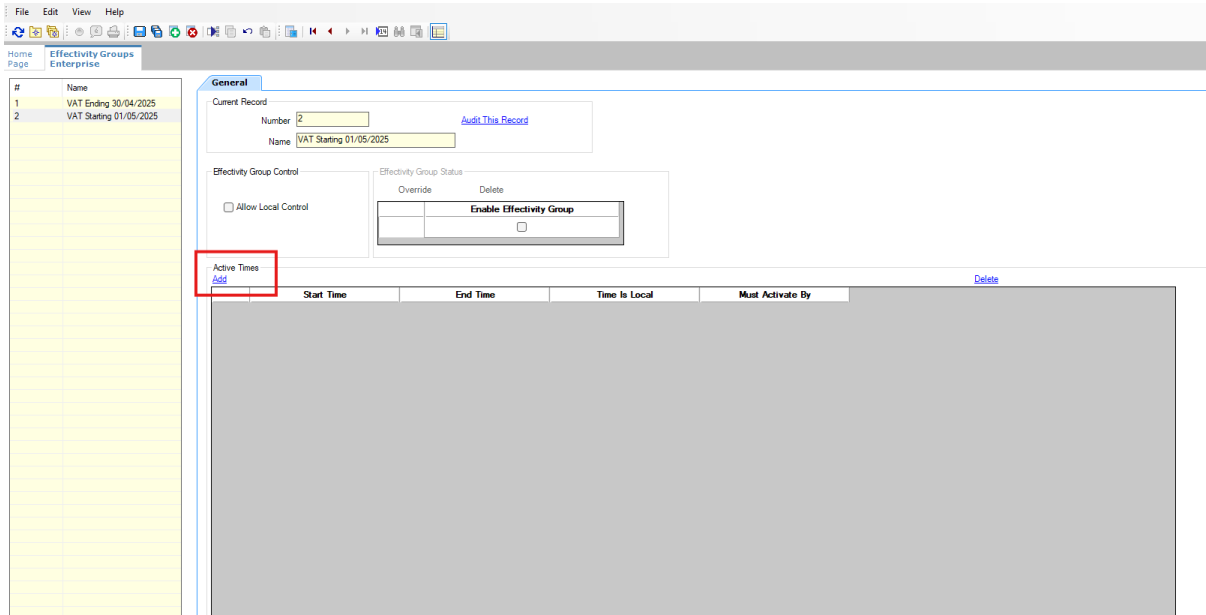 File Edit View Help
Home Page
Effectivity Groups Enterprise
# Name
1 VAT Ending 30/04/2025
2 VAT Starting 01/05/2025
General
Current Record
Number 2 Audit This Record
Name VAT Starting 01/05/2025
Effectivity Group Control
Allow Local Control
Effectivity Group Status
Override Delete
Enable Effectivity Group
Active Times
Add Delete
Start Time End Time Time Is Local Must Activate By